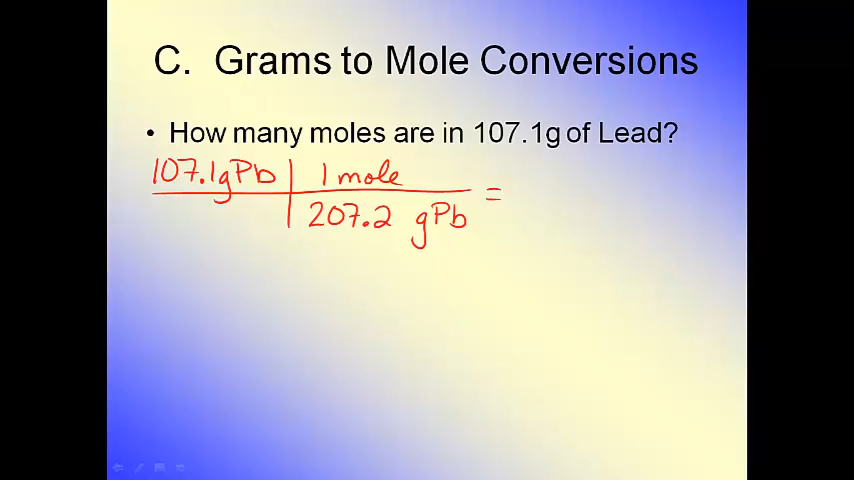 C. Grams to Mole Conversions
• How many moles are in 107.1g of Lead?
107.1gPb | 1 mole =
207.2 gPb